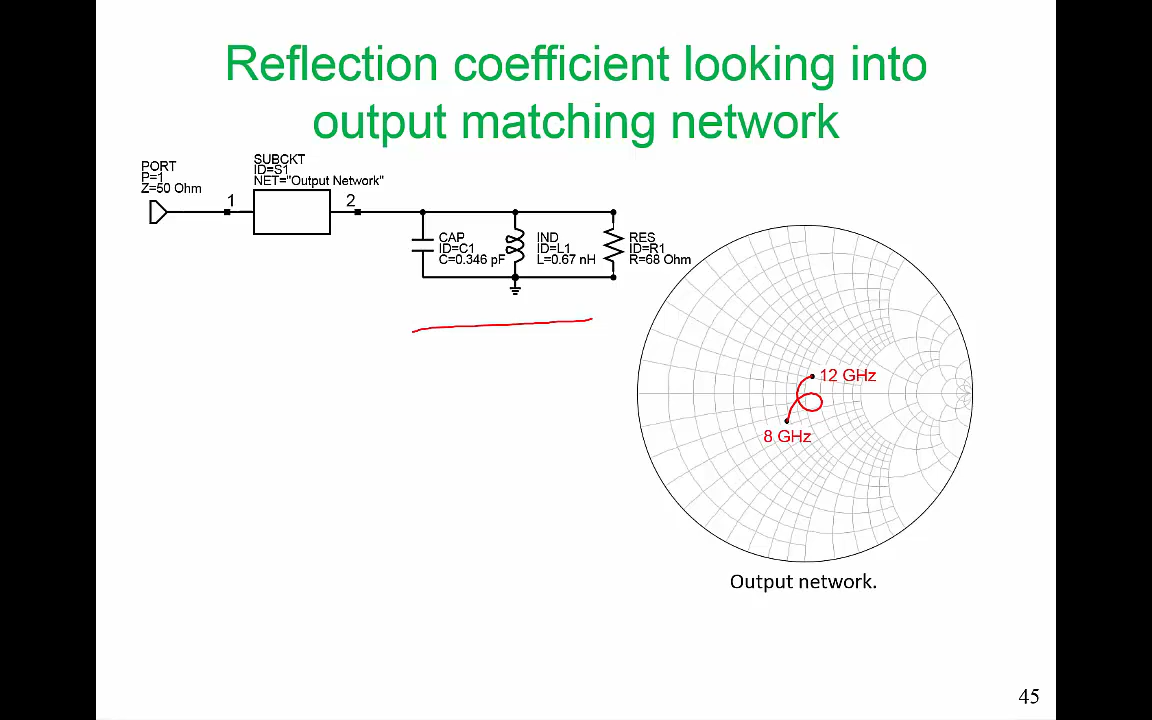 Reflection coefficient looking into
output matching network
PORT
P=1
Z=50 Ohm
SUBCKT
ID=S1
NET="Output Network"
1
2
CAP
ID=C1
C=0.346 pF
IND
ID=L1
L=0.67 nH
RES
ID=R1
R=68 Ohm
12 GHz
8 GHz
Output network.
45